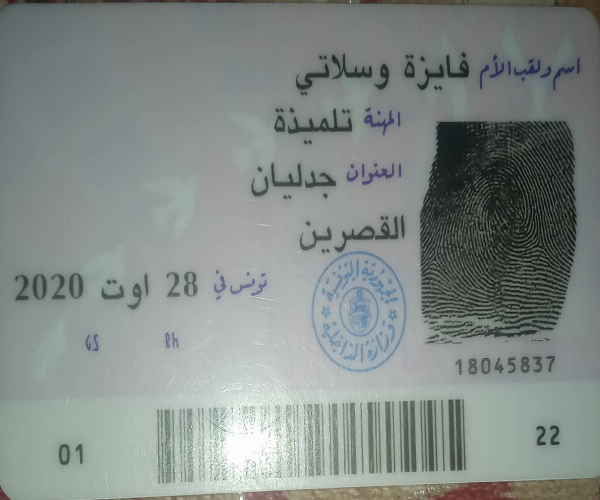 اسم ولقب الأم فايزة وسلاتي
المهنة تلميذة
العنوان جدليان
القصرين
تونس في 28 اوت 2020
الجمهورية التونسية
وزارة الداخلية
GS Rh
18045837
01 22